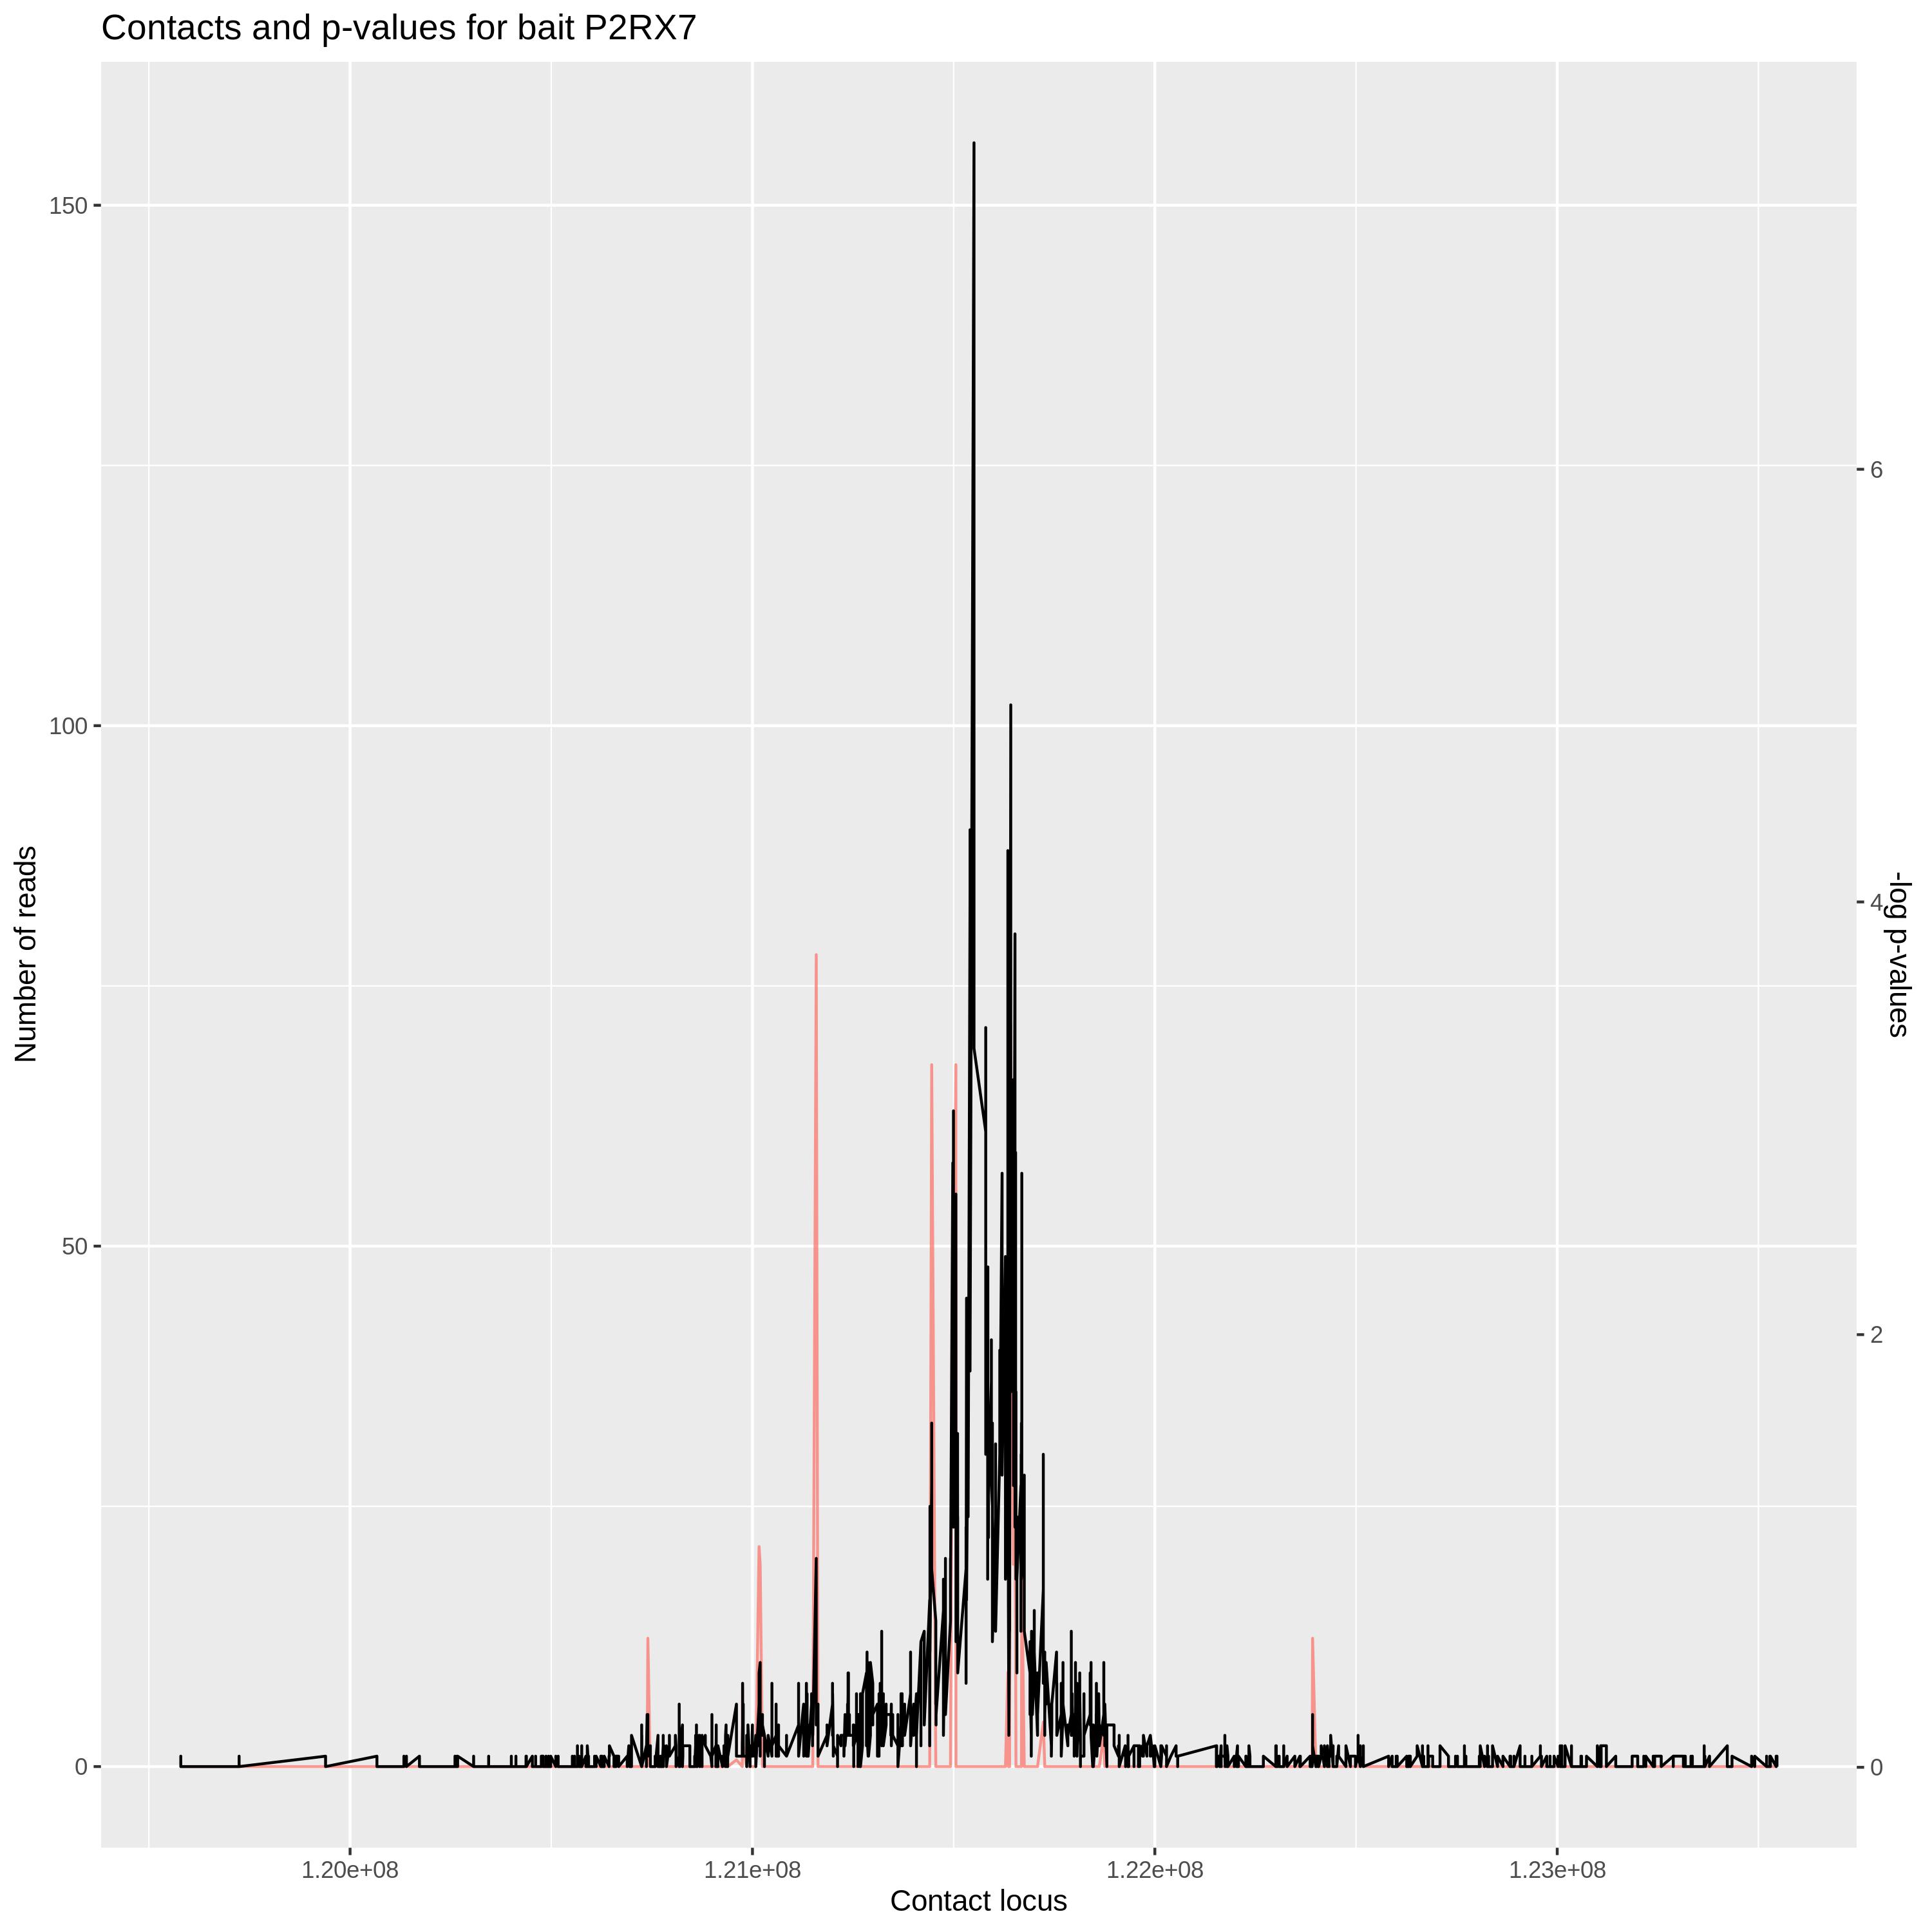 Contacts and p-values for bait P2RX7
150
100
50
0
Number of reads
6
4
2
0
-log p-values
1.20e+08
1.21e+08
1.22e+08
1.23e+08
Contact locus